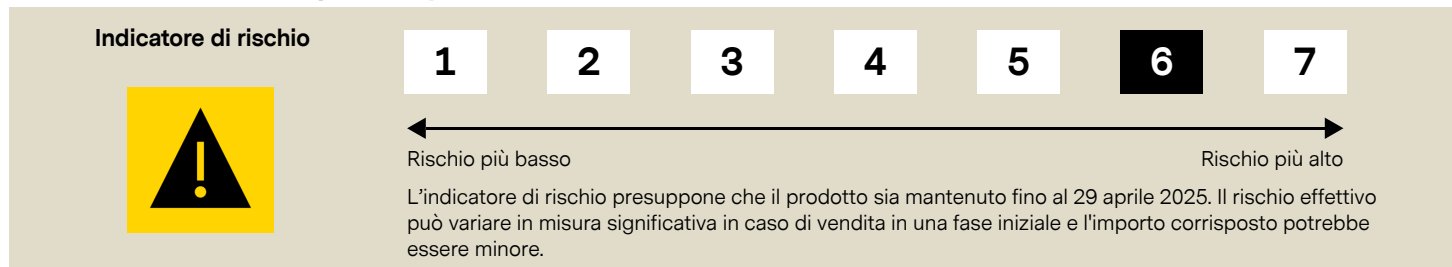 Indicatore di rischio
1 2 3 4 5 6 7
Rischio più basso Rischio più alto
L'indicatore di rischio presuppone che il prodotto sia mantenuto fino al 29 aprile 2025. Il rischio effettivo
può variare in misura significativa in caso di vendita in una fase iniziale e l'importo corrisposto potrebbe
essere minore.